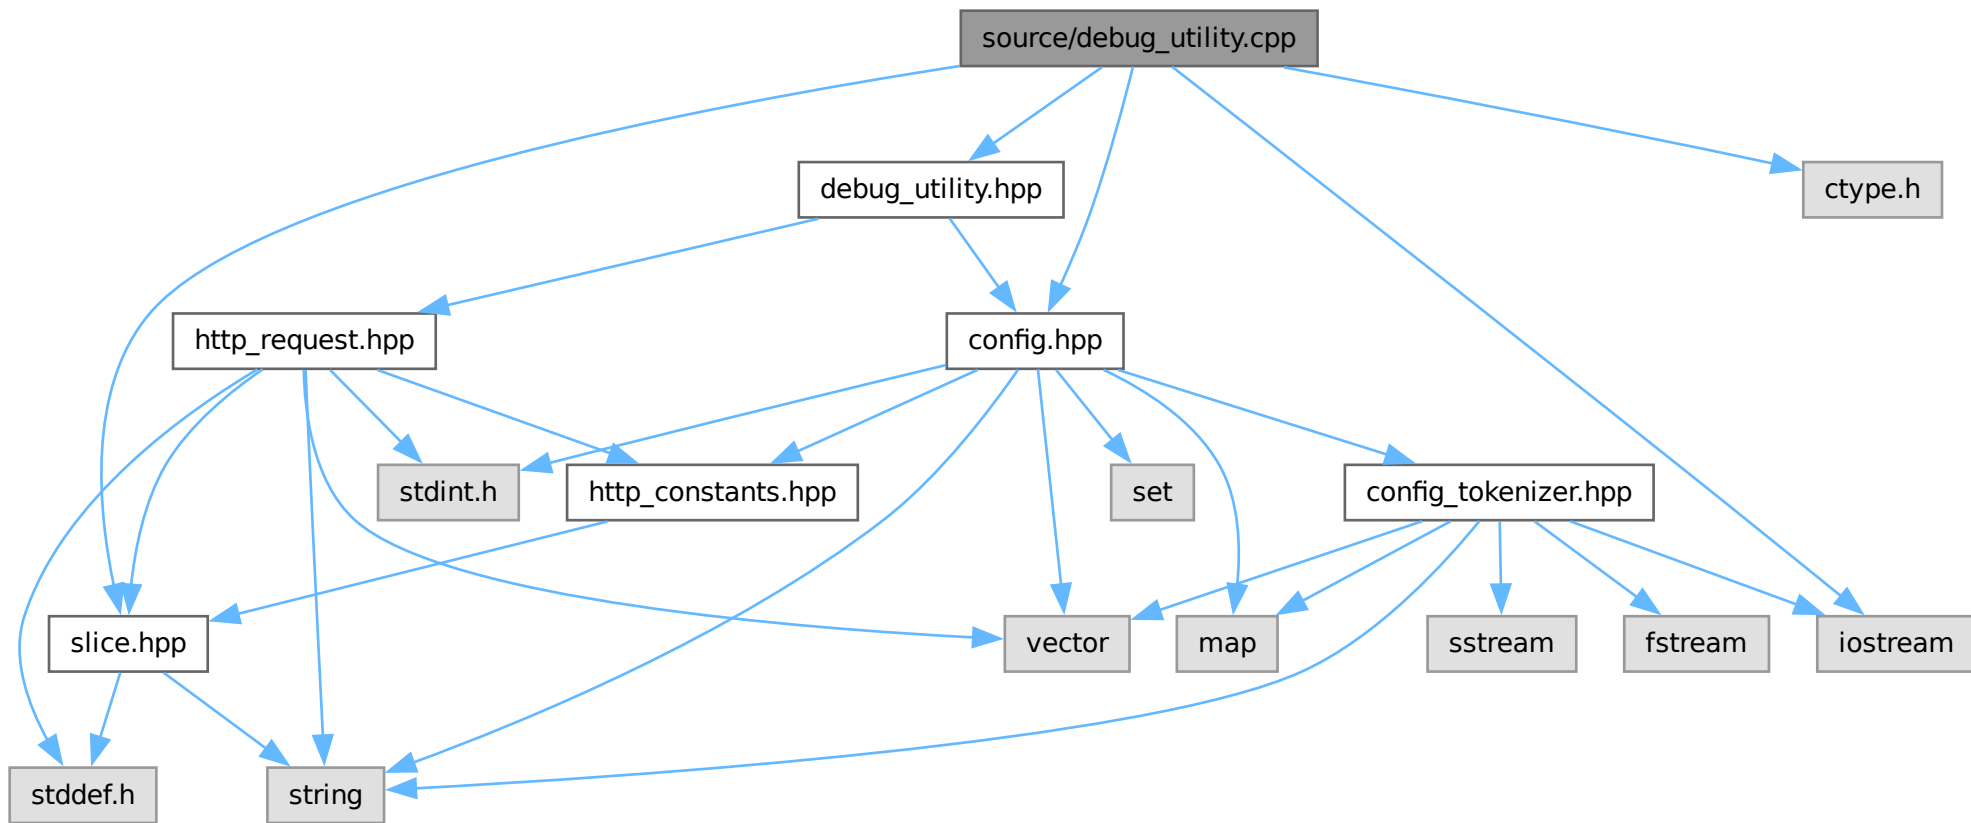 source/debug_utility.cpp
debug_utility.hpp
ctype.h
http_request.hpp
config.hpp
stdint.h
http_constants.hpp
set
config_tokenizer.hpp
slice.hpp
vector
map
sstream
fstream
iostream
stddef.h
string